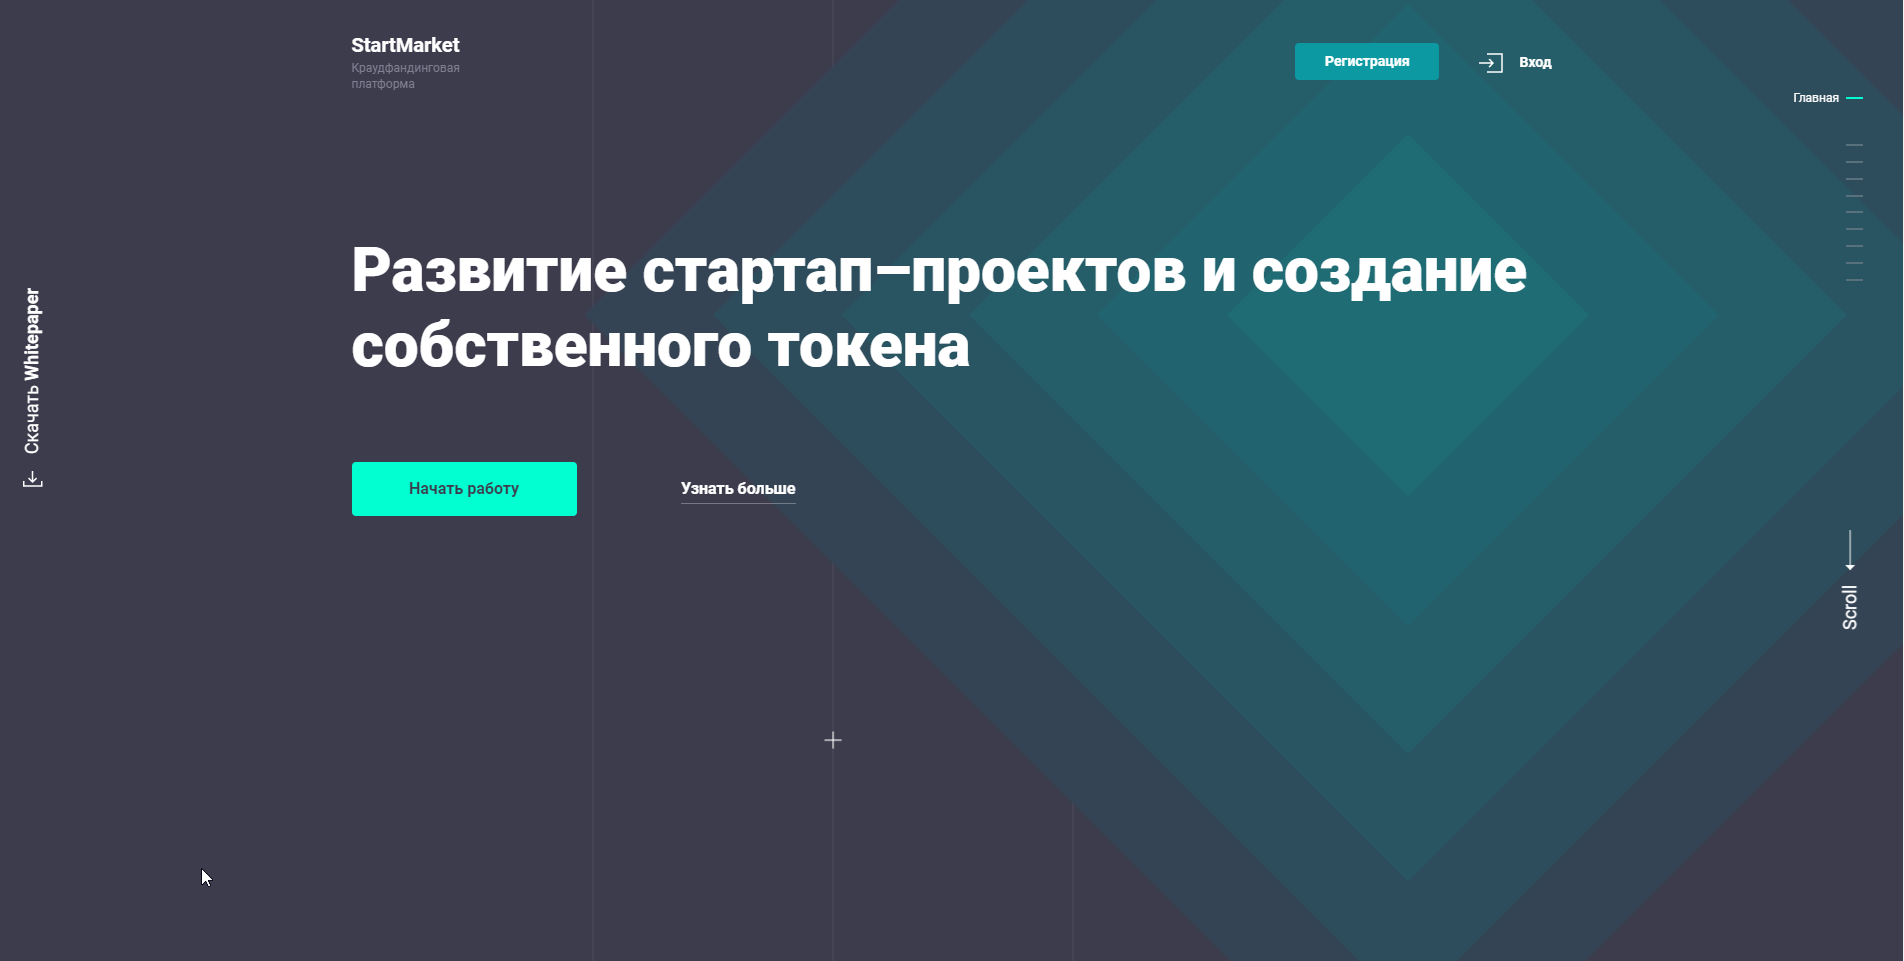 StartMarket
Краудфандинговая
платформа
Регистрация
Вход
Главная
Развитие стартап–проектов и создание
собственного токена
Скачать Whitepaper
Начать работу
Узнать больше
Scroll